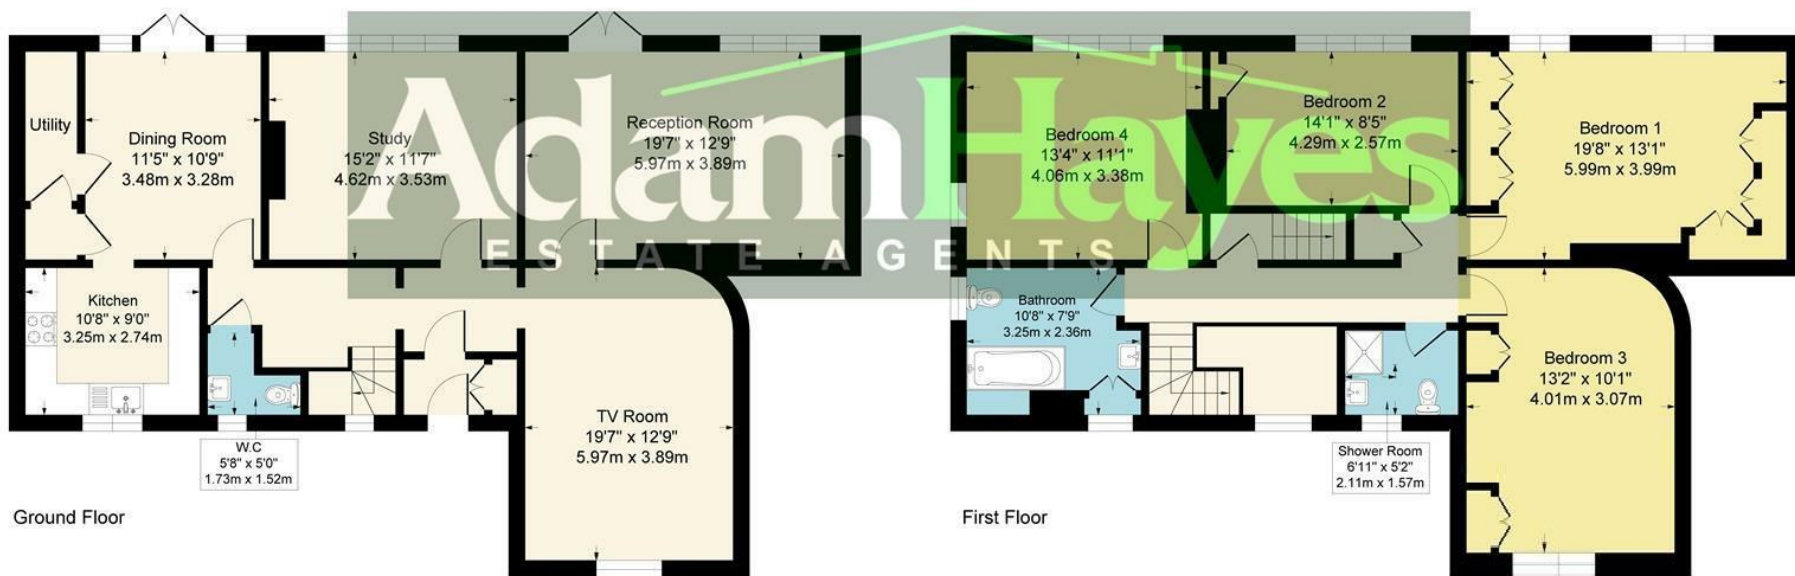 Utility
Dining Room
11'5" x 10'9"
3.48m x 3.28m
Study
15'2" x 11'7"
4.62m x 3.53m
Reception Room
19'7" x 12'9"
5.97m x 3.89m
Kitchen
10'8" x 9'0"
3.25m x 2.74m
W.C
5'8" x 5'0"
1.73m x 1.52m
TV Room
19'7" x 12'9"
5.97m x 3.89m
Ground Floor
AdamHayes
ESTATE AGENTS
Bedroom 4
13'4" x 11'1"
4.06m x 3.38m
Bedroom 2
14'1" x 8'5"
4.29m x 2.57m
Bedroom 1
19'8" x 13'1"
5.99m x 3.99m
Bathroom
10'8" x 7'9"
3.25m x 2.36m
Shower Room
6'11" x 5'2"
2.11m x 1.57m
Bedroom 3
13'2" x 10'1"
4.01m x 3.07m
First Floor